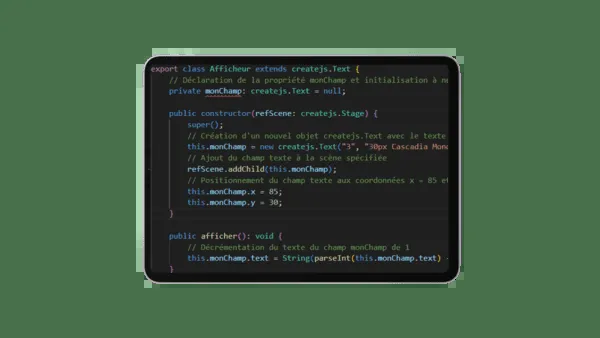 export class Afficheur extends createjs.Text {
// Déclaration de la propriété monChamp et initialisation à
private monChamp: createjs.Text = null;
public constructor(refScene: createjs.Stage) {
super();
// Création d'un nouvel objet createjs.Text avec le texte
this.monChamp = new createjs.Text("3", "30px Cascadia
// Ajout du champ texte à la scène spécifiée
refScene.addChild(this.monChamp);
// Positionnement du champ texte aux coordonnées x = 85
this.monChamp.x = 85;
this.monChamp.y = 30;
}
public afficher(): void {
// Décrémentation du texte du champ monChamp de 1
this.monChamp.text = String(parseInt(this.monChamp.text)
}